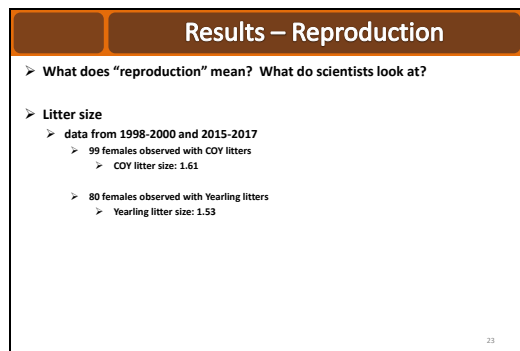 Results – Reproduction
➢ What does “reproduction” mean? What do scientists look at?
➢ Litter size
➢ data from 1998-2000 and 2015-2017
➢ 99 females observed with COY litters
➢ COY litter size: 1.61
➢ 80 females observed with Yearling litters
➢ Yearling litter size: 1.53
23